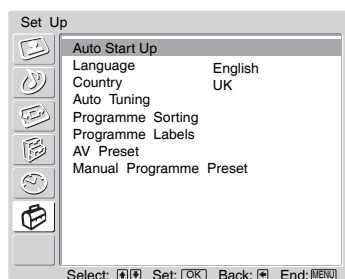 Set Up
Auto Start Up
Language English
Country UK
Auto Tuning
Programme Sorting
Programme Labels
AV Preset
Manual Programme Preset
Select: Set: OK Back: End: MENU